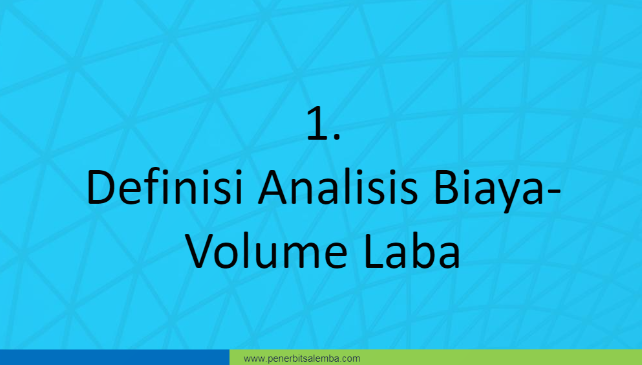 1.
Definisi Analisis Biaya-
Volume Laba
www.penerbitsalemba.com